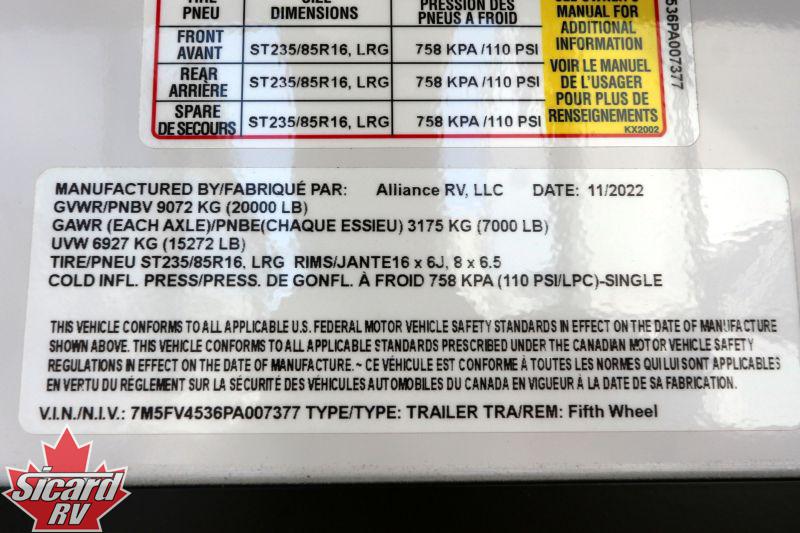 TIRE
PNEU
SIZE
DIMENSIONS
PRESSION DES
PNEUS A FROID
MANUAL FOR
ADDITIONAL
INFORMATION
VOIR LE MANUEL
DE L'USAGER
POUR PLUS DE
RENSEIGNEMENTS
KX2002
FRONT
AVANT
ST235/85R16, LRG
758 KPA /110 PSI
REAR
ARRIÈRE
ST235/85R16, LRG
758 KPA /110 PSI
SPARE
DE SECOURS
ST235/85R16, LRG
758 KPA /110 PSI
536PA007377
MANUFACTURED BY/FABRIQUÉ PAR: Alliance RV, LLC DATE: 11/2022
GVWR/PNBV 9072 KG (20000 LB)
GAWR (EACH AXLE)/PNBE(CHAQUE ESSIEU) 3175 KG (7000 LB)
UVW 6927 KG (15272 LB)
TIRE/PNEU ST235/85R16, LRG RIMS/JANTE16 x 6J, 8 x 6.5
COLD INFL. PRESS/PRESS. DE GONFL. À FROID 758 KPA (110 PSI/LPC)-SINGLE
THIS VEHICLE CONFORMS TO ALL APPLICABLE U.S. FEDERAL MOTOR VEHICLE SAFETY STANDARDS IN EFFECT ON THE DATE OF MANUFACTURE
SHOWN ABOVE. THIS VEHICLE CONFORMS TO ALL APPLICABLE STANDARDS PRESCRIBED UNDER THE CANADIAN MOTOR VEHICLE SAFETY
REGULATIONS IN EFFECT ON THE DATE OF MANUFACTURE. ~ CE VÉHICULE EST CONFORME À TOUTES LES NORMES QUI LUI SONT APPLICABLES
EN VERTU DU RÉGLEMENT SUR LA SÉCURITÉ DES VÉHICULES AUTOMOBILES DU CANADA EN VIGUEUR À LA DATE DE SA FABRICATION.
V.I.N./N.I.V.: 7M5FV4536PA007377 TYPE/TYPE: TRAILER TRA/REM: Fifth Wheel
Sicard
RV